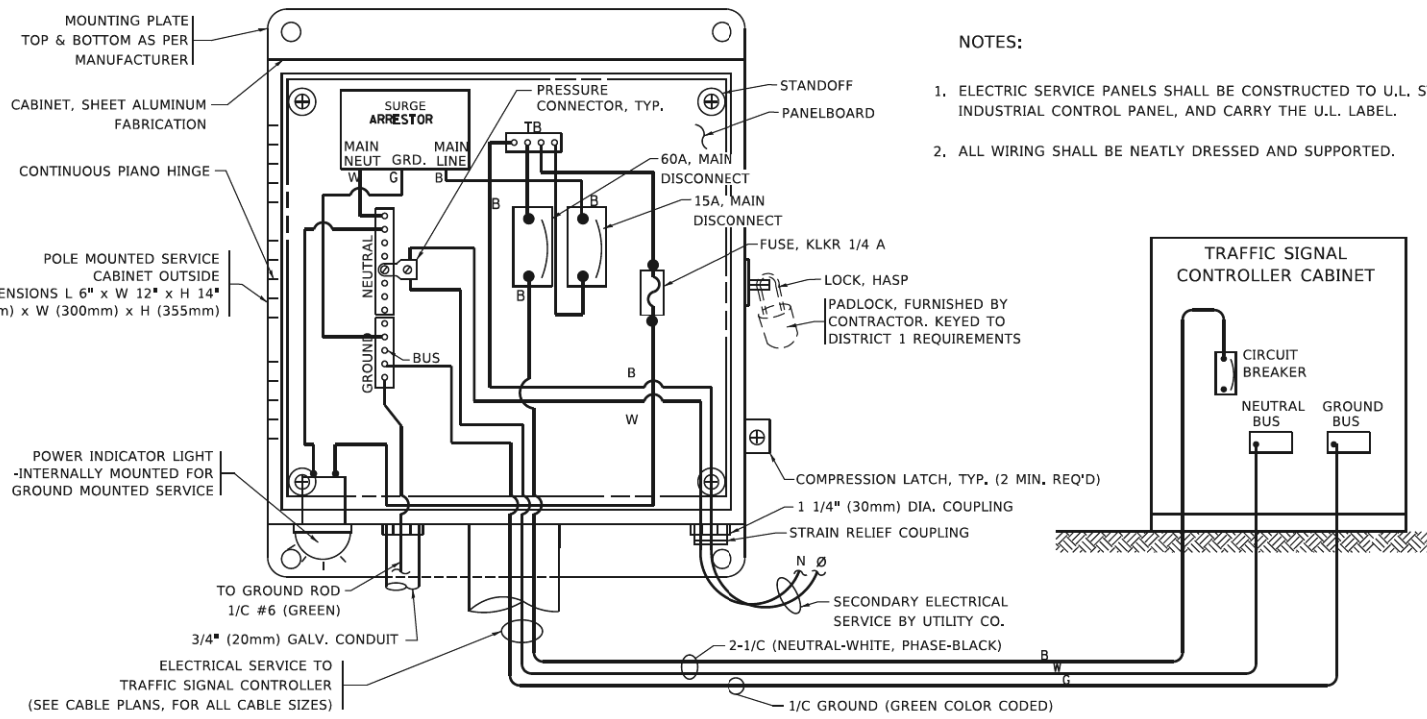 MOUNTING PLATE
TOP & BOTTOM AS PER
MANUFACTURER
CABINET, SHEET ALUMINUM
FABRICATION
CONTINUOUS PIANO HINGE
POLE MOUNTED SERVICE
CABINET OUTSIDE
ENSIONS L 6" x W 12" x H 14"
m) x W (300mm) x H (355mm)
POWER INDICATOR LIGHT
-INTERNALLY MOUNTED FOR
GROUND MOUNTED SERVICE
TO GROUND ROD
1/C #6 (GREEN)
3/4" (20mm) GALV. CONDUIT
ELECTRICAL SERVICE TO
TRAFFIC SIGNAL CONTROLLER
(SEE CABLE PLANS, FOR ALL CABLE SIZES)
SURGE
ARRESTOR
MAIN
NEUT
GRD.
MAIN
LINE
W
G
B
PRESSURE
CONNECTOR, TYP.
TB
60A, MAIN
DISCONNECT
15A, MAIN
DISCONNECT
B
B
B
NEUTRAL
GROUND
BUS
B
W
STANDOFF
PANELBOARD
FUSE, KLKR 1/4 A
LOCK, HASP
PADLOCK, FURNISHED BY
CONTRACTOR. KEYED TO
DISTRICT 1 REQUIREMENTS
COMPRESSION LATCH, TYP. (2 MIN. REQ'D)
1 1/4" (30mm) DIA. COUPLING
STRAIN RELIEF COUPLING
N Ø
SECONDARY ELECTRICAL
SERVICE BY UTILITY CO.
2-1/C (NEUTRAL-WHITE, PHASE-BLACK)
B
W
G
1/C GROUND (GREEN COLOR CODED)
NOTES:
1. ELECTRIC SERVICE PANELS SHALL BE CONSTRUCTED TO U.L. S
INDUSTRIAL CONTROL PANEL, AND CARRY THE U.L. LABEL.
2. ALL WIRING SHALL BE NEATLY DRESSED AND SUPPORTED.
TRAFFIC SIGNAL
CONTROLLER CABINET
CIRCUIT
BREAKER
NEUTRAL
BUS
GROUND
BUS